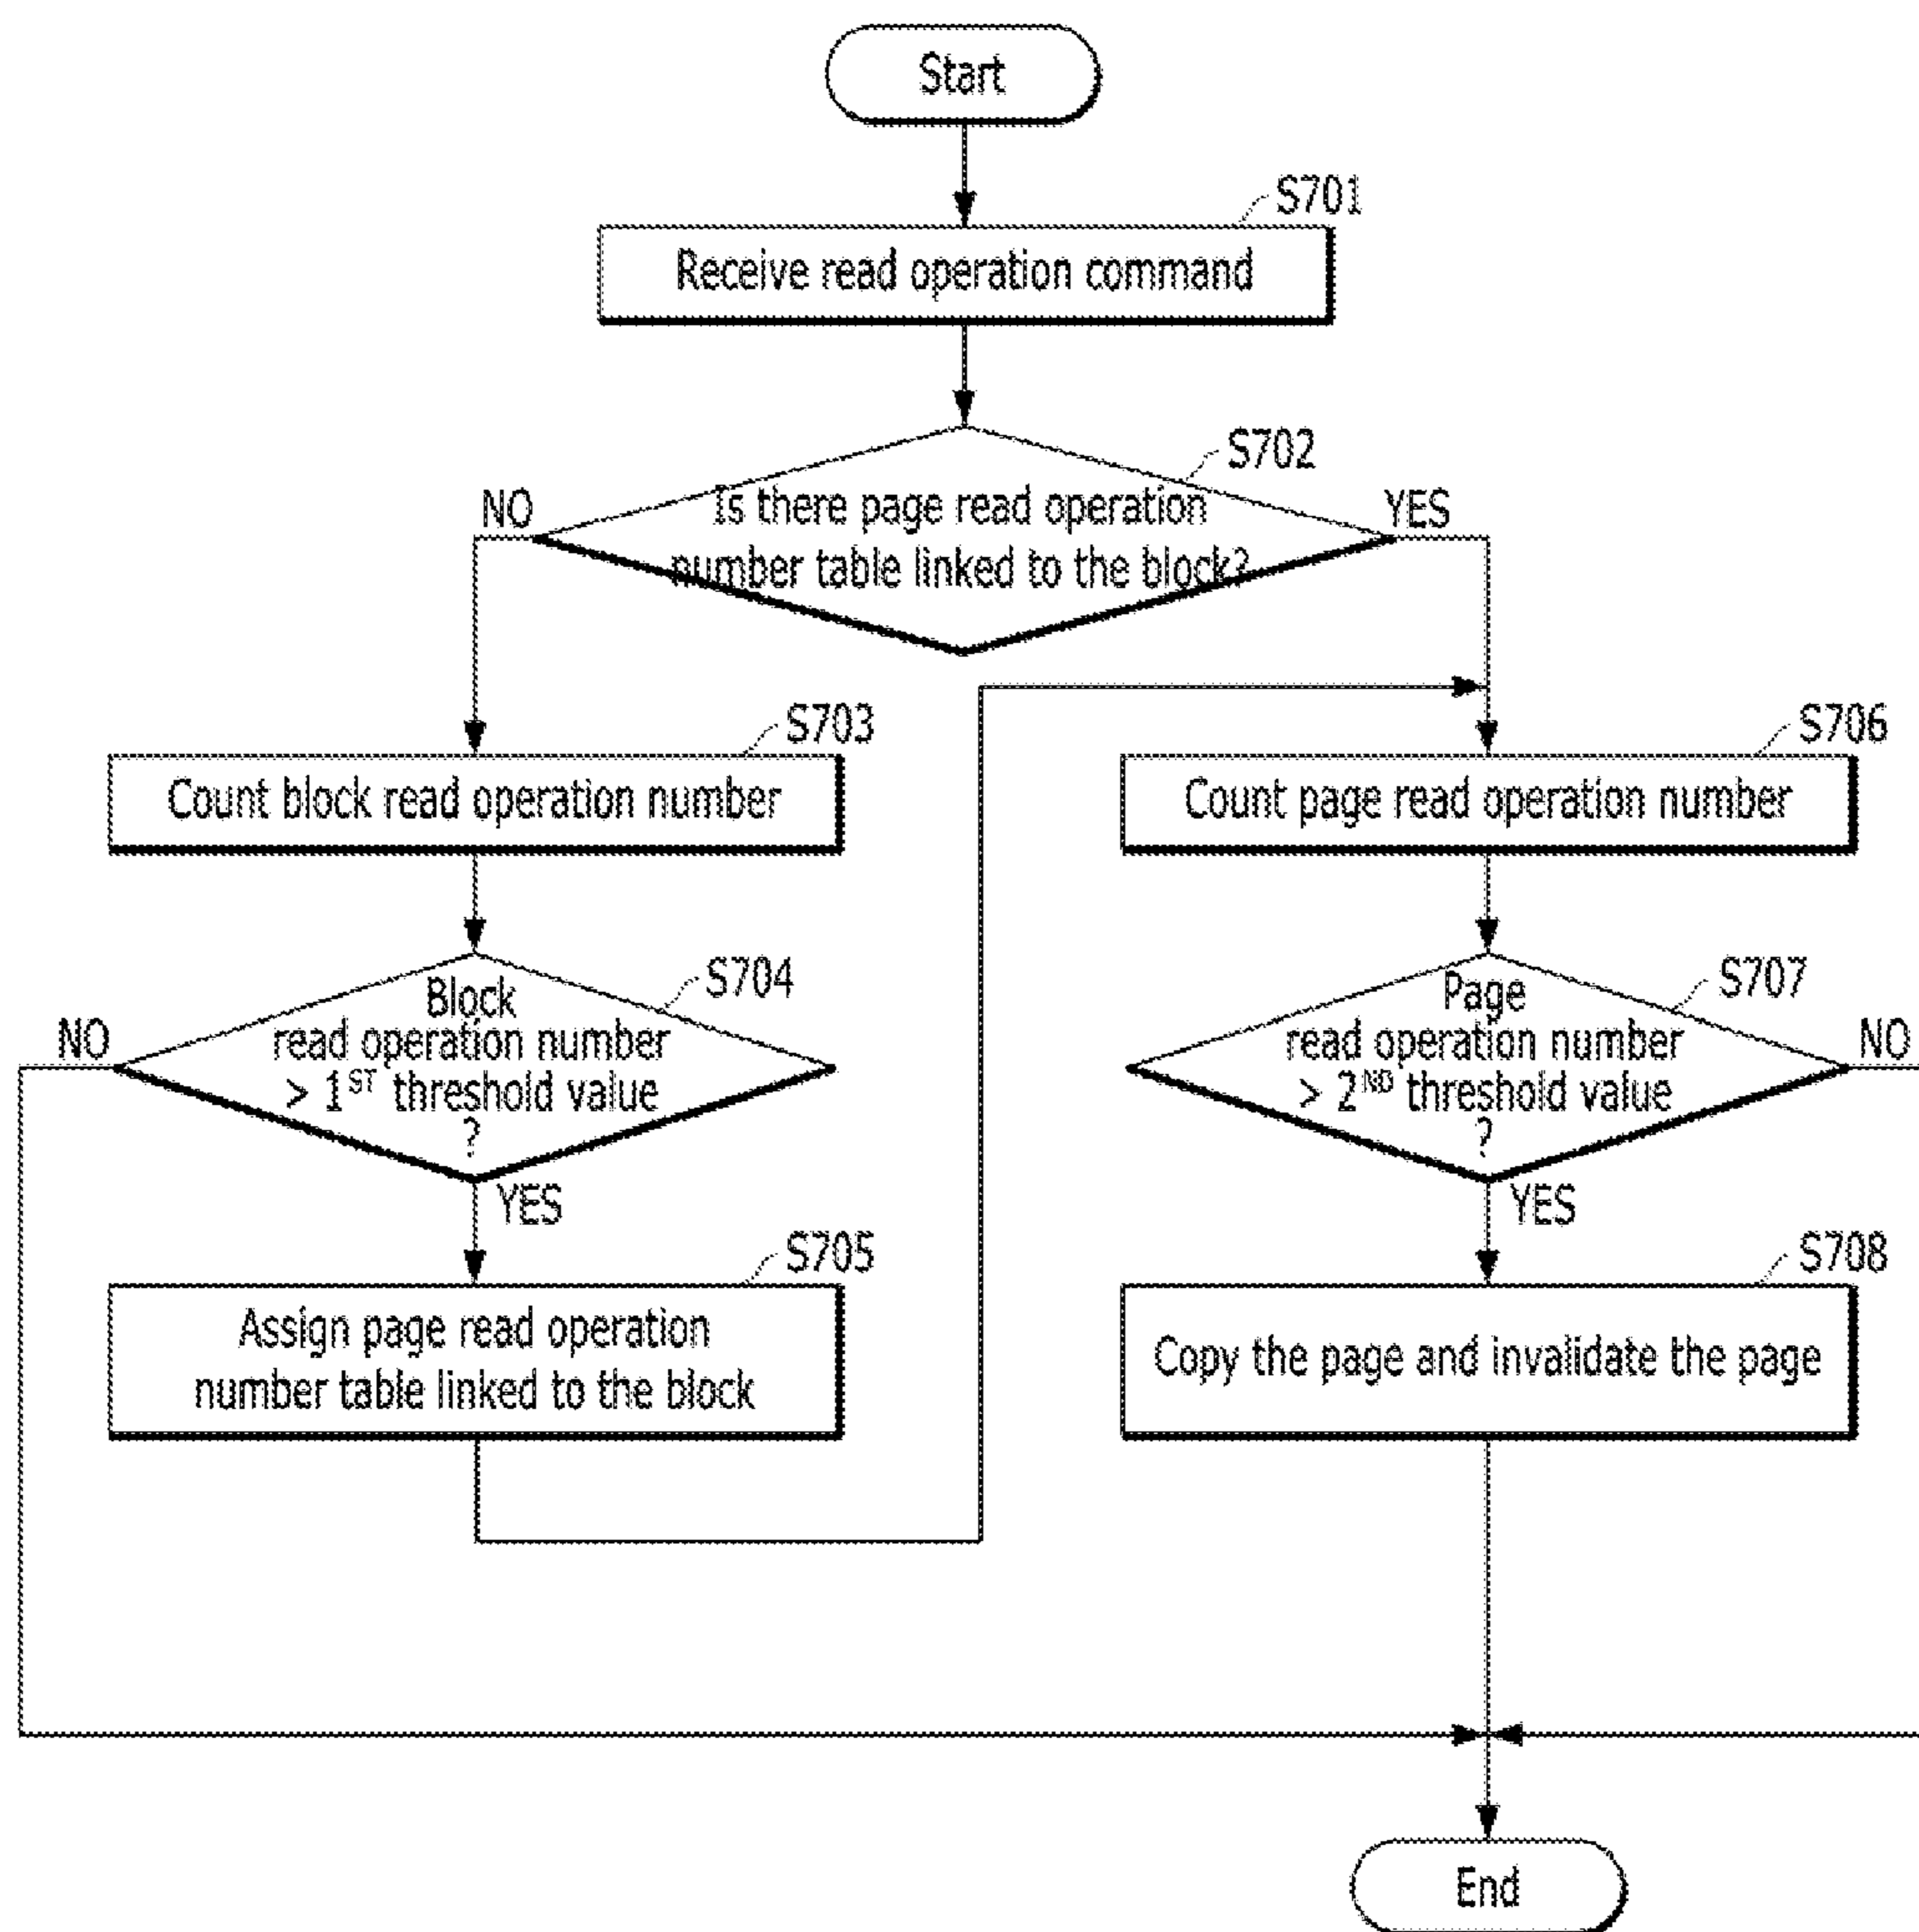 Start
S701
Receive read operation command
S702
NO
YES
Is there page read operation
number table linked to the block?
S703
Count block read operation number
S706
Count page read operation number
S704
NO
Block
read operation number
> 1ST threshold value
?
YES
S707
Page
read operation number
> 2ND threshold value
?
NO
YES
S705
Assign page read operation
number table linked to the block
S708
Copy the page and invalidate the page
End